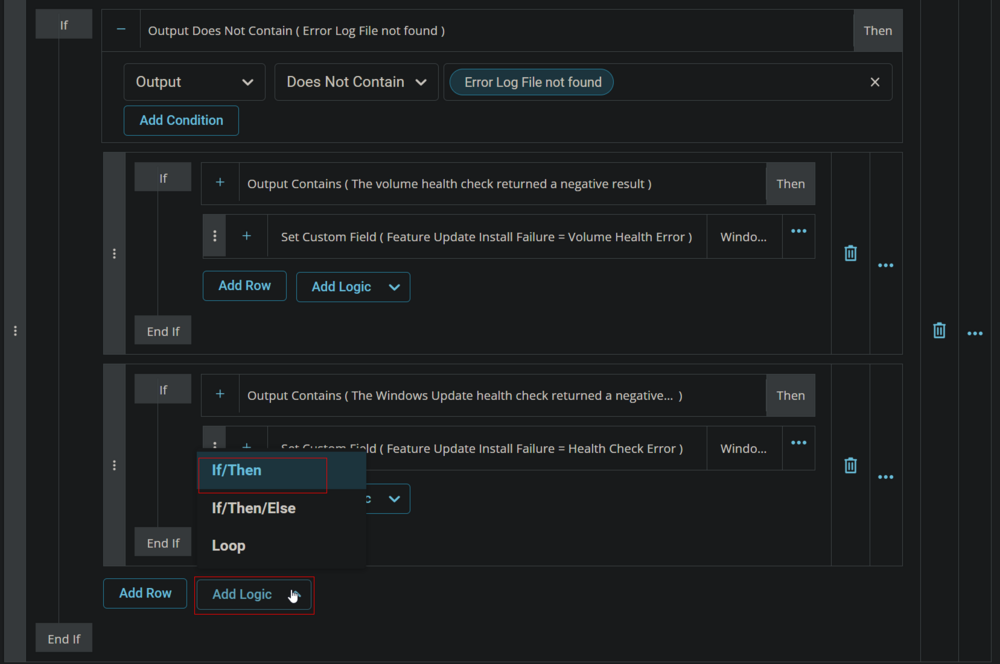 If
Output Does Not Contain ( Error Log File not found )
Then
Output
Does Not Contain
Error Log File not found
Add Condition
If
Output Contains ( The volume health check returned a negative result )
Then
Set Custom Field ( Feature Update Install Failure = Volume Health Error )
Windo...
Add Row
Add Logic
End If
If
Output Contains ( The Windows Update health check returned a negative... )
Then
Set Custom Field ( Feature Update Install Failure = Health Check Error )
Windo...
If/Then
If/Then/Else
Loop
End If
Add Row
Add Logic
End If